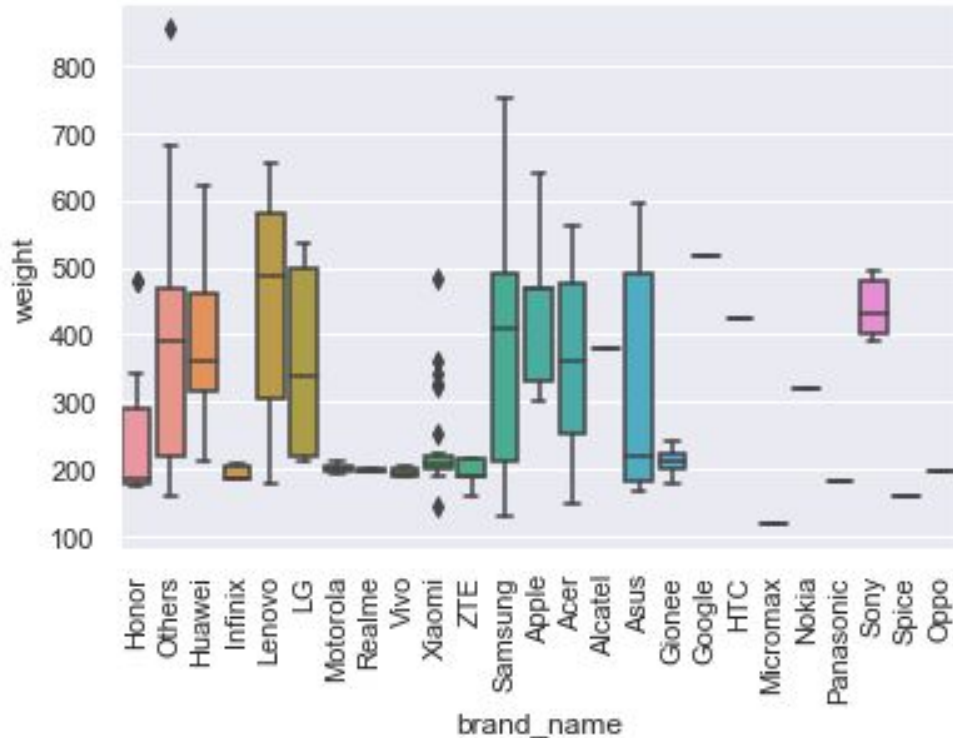 800
700
600
500
400
300
200
100
weight
Honor
Others
Huawei
Infinix
Lenovo
LG
Motorola
Realme
Vivo
Xiaomi
ZTE
Samsung
Apple
Acer
Alcatel
Asus
Gionee
Google
HTC
Micromax
Nokia
Panasonic
Sony
Spice
Oppo
brand_name